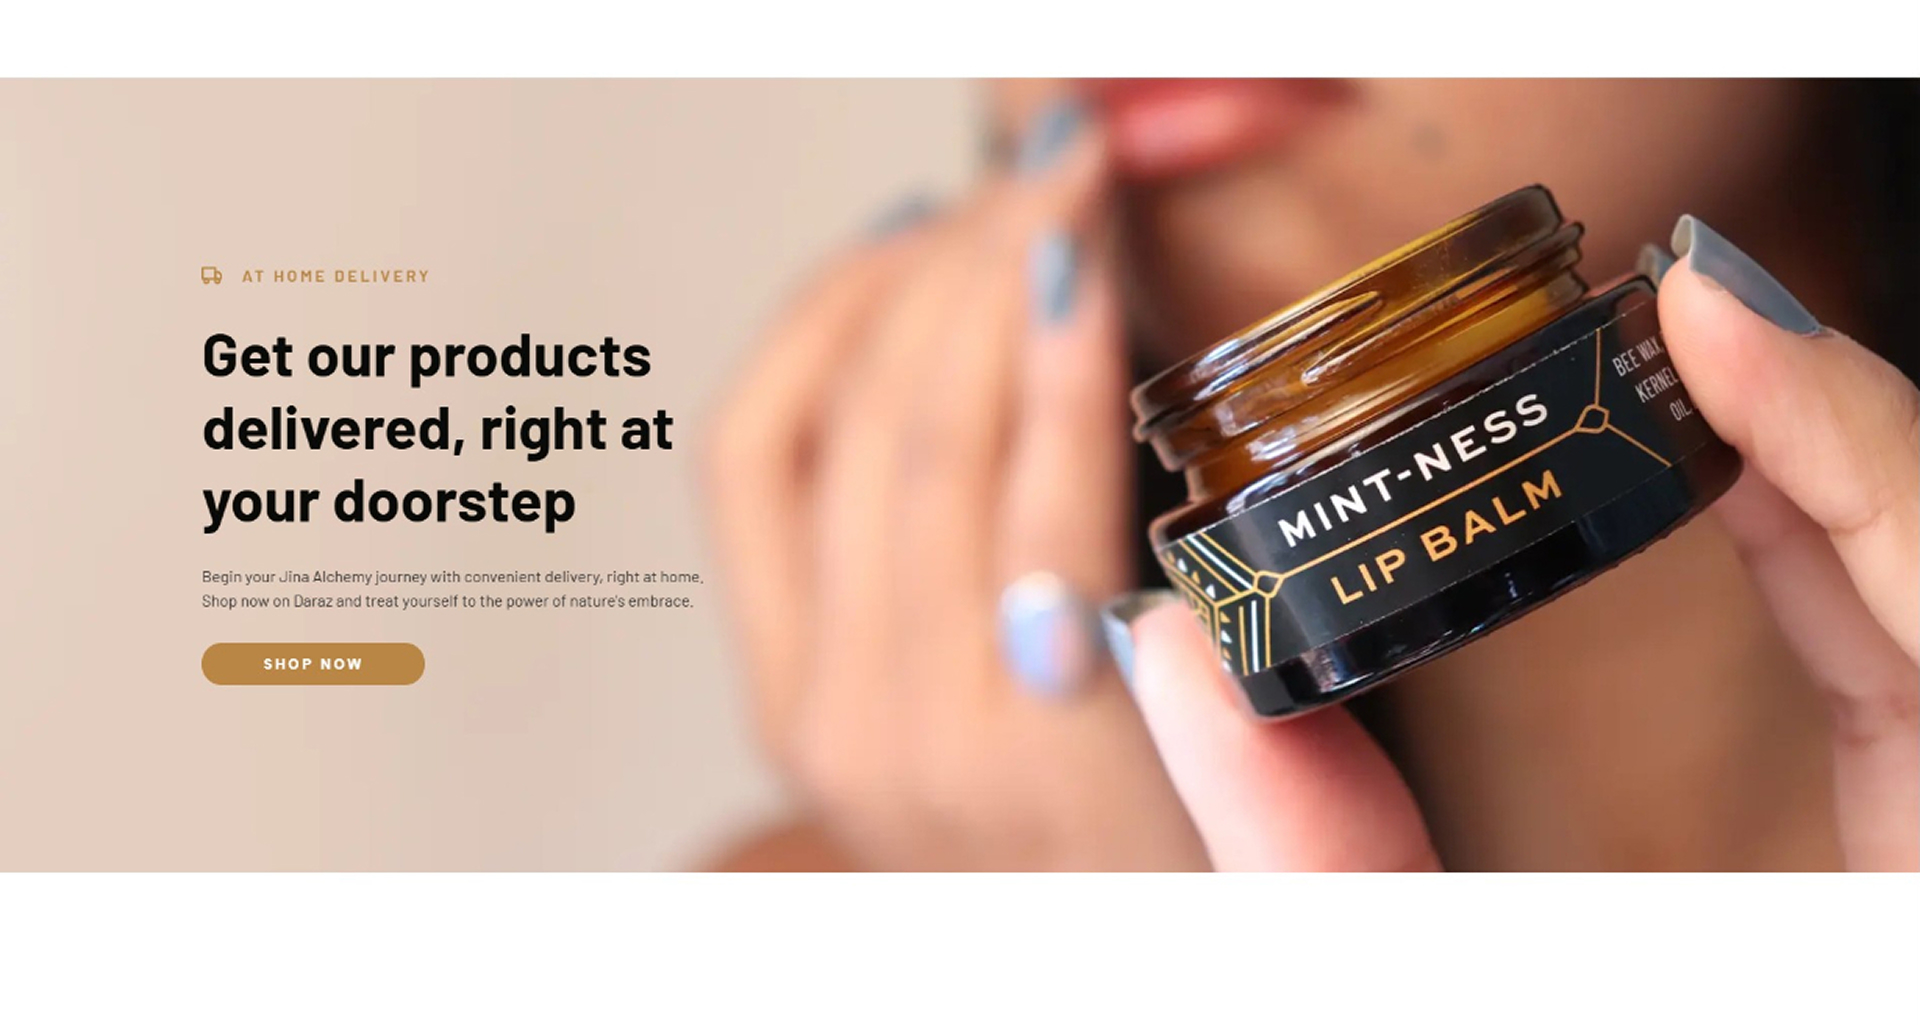 AT HOME DELIVERY
Get our products
delivered, right at
your doorstep
Begin your Jina Alchemy journey with convenient delivery, right at home.
Shop now on Daraz and treat yourself to the power of nature's embrace.
SHOP NOW
MINT-NESS
LIP BALM
BEE WAX,
KERNEL
OIL